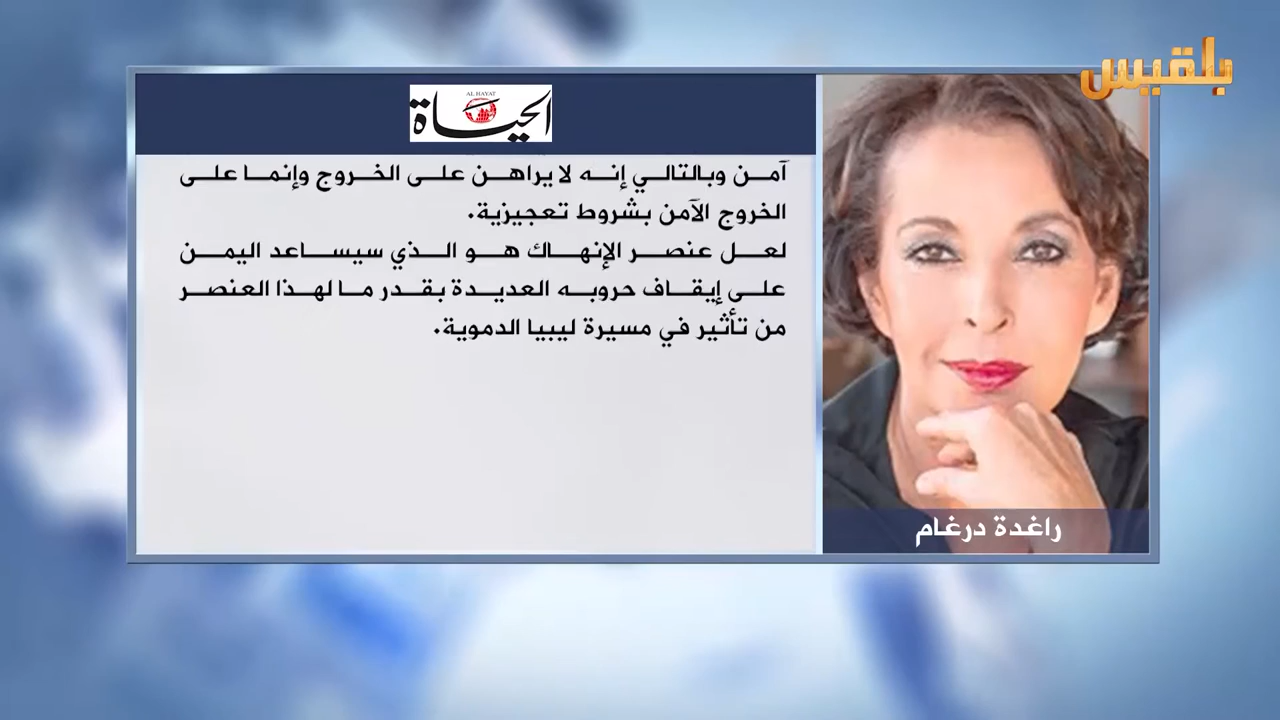 بلقيس
AL HAYAT
الحياة
آمن وبالتالي إنه لا يراهن على الخروج وإنما على
الخروج الآمن بشروط تعجيزية.
لعل عنصر الإنهاك هو الذي سيساعد اليمن
على إيقاف حروبه العديدة بقدر ما لهذا العنصر
من تأثير في مسيرة ليبيا الدموية.
راغدة درغام